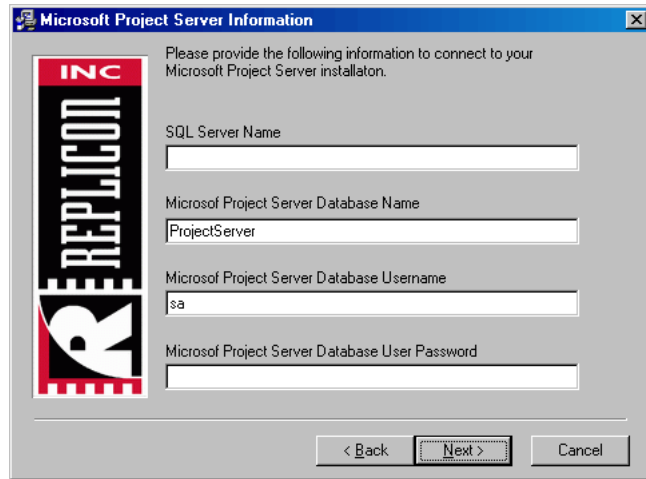 Microsoft Project Server Information
Please provide the following information to connect to your
Microsoft Project Server installaton.
INC
REPLICON
R
SQL Server Name
Microsof Project Server Database Name
ProjectServer
Microsof Project Server Database Username
sa
Microsof Project Server Database User Password
< Back
Next >
Cancel